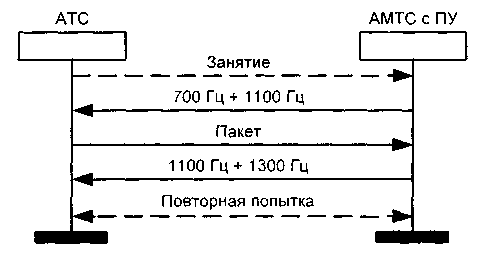 АТС
АМТС с ПУ
Занятие
700 Гц + 1100 Гц
Пакет
1100 Гц + 1300 Гц
Повторная попытка